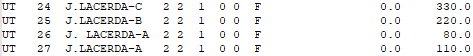 UT 24 J.LACERDA-C 2 2 1 0 0 F 0.0 330.0
UT 25 J.LACERDA-B 2 2 1 0 0 F 0.0 220.0
UT 26 J. LACERDA-A 2 2 1 0 0 F 0.0 80.0
UT 27 J.LACERDA-A 2 2 1 0 0 F 0.0 110.0